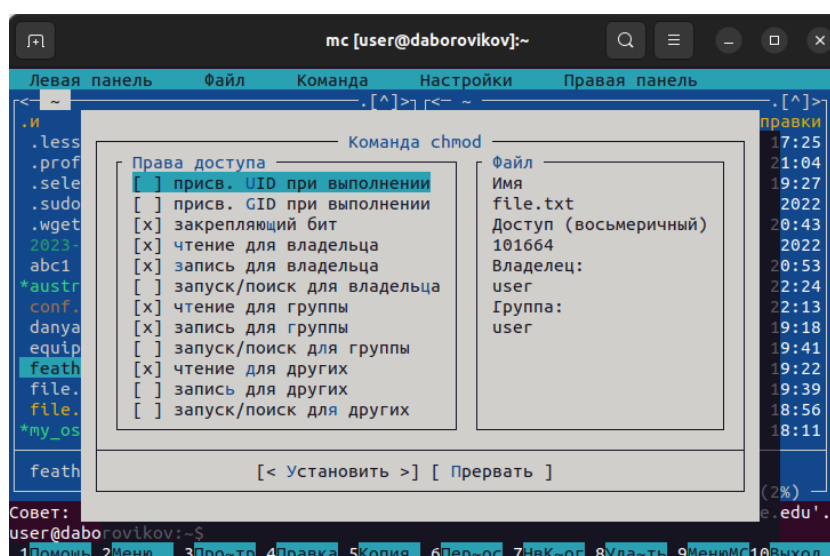 mc [user@daborovikov]:~
Левая панель Файл Команда Настройки Правая панель
<— ~ .[^]>
<— ~ .[^]>
.и правки
.less 17:25
.prof 21:04
.sele 19:27
.sudo 2022
.wget 20:43
2023- 2022
abc1 20:53
*austr 22:24
conf. 22:13
danya 19:18
equip 19:41
feath 19:22
file. 19:39
file. 18:56
*my_os 18:11
feath
(2%)
Команда chmod
Права доступа
[ ] присв. UID при выполнении
[ ] присв. GID при выполнении
[x] закрепляющий бит
[x] чтение для владельца
[x] запись для владельца
[ ] запуск/поиск для владельца
[x] чтение для группы
[x] запись для группы
[ ] запуск/поиск для группы
[x] чтение для других
[ ] запись для других
[ ] запуск/поиск для других
Файл
Имя
file.txt
Доступ (восьмеричный)
101664
Владелец:
user
Группа:
user
[< Установить >] [ Прервать ]
Совет: e.edu'.
user@daborovikov:~$
1Помощь 2Меню 3Про~тр 4Правка 5Копия 6Пер~ос 7НвК~ог 8Уда~ть 9МенюMC 10Выход